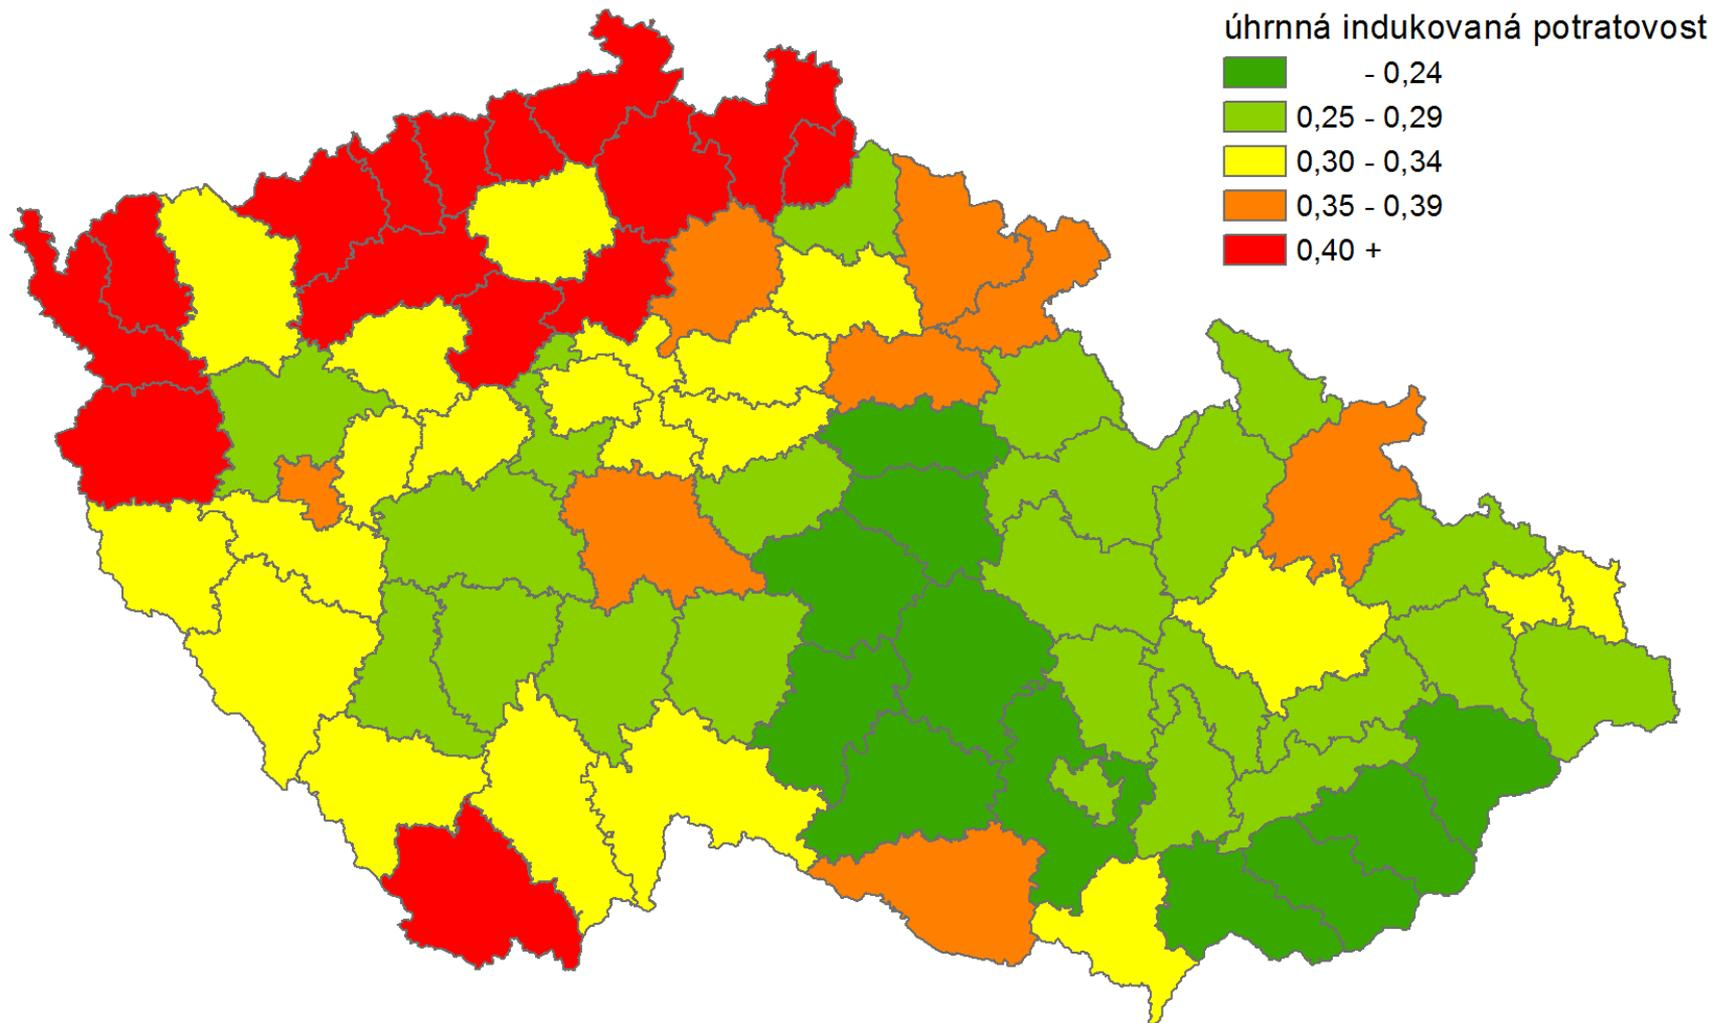 úhrnná indukovaná potratovost
- 0,24
0,25 - 0,29
0,30 - 0,34
0,35 - 0,39
0,40 +